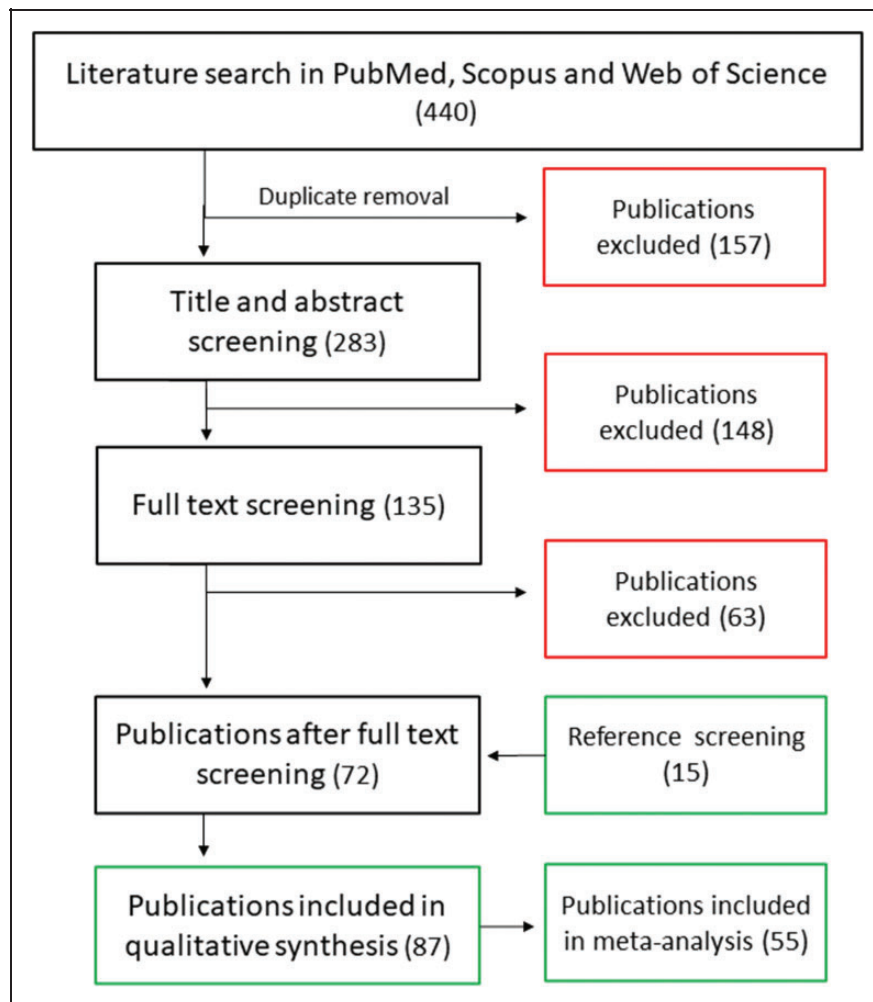 Literature search in PubMed, Scopus and Web of Science
(440)
Duplicate removal
Publications
excluded (157)
Title and abstract
screening (283)
Publications
excluded (148)
Full text screening (135)
Publications
excluded (63)
Publications after full text
screening (72)
Reference screening
(15)
Publications included in
qualitative synthesis (87)
Publications included
in meta-analysis (55)